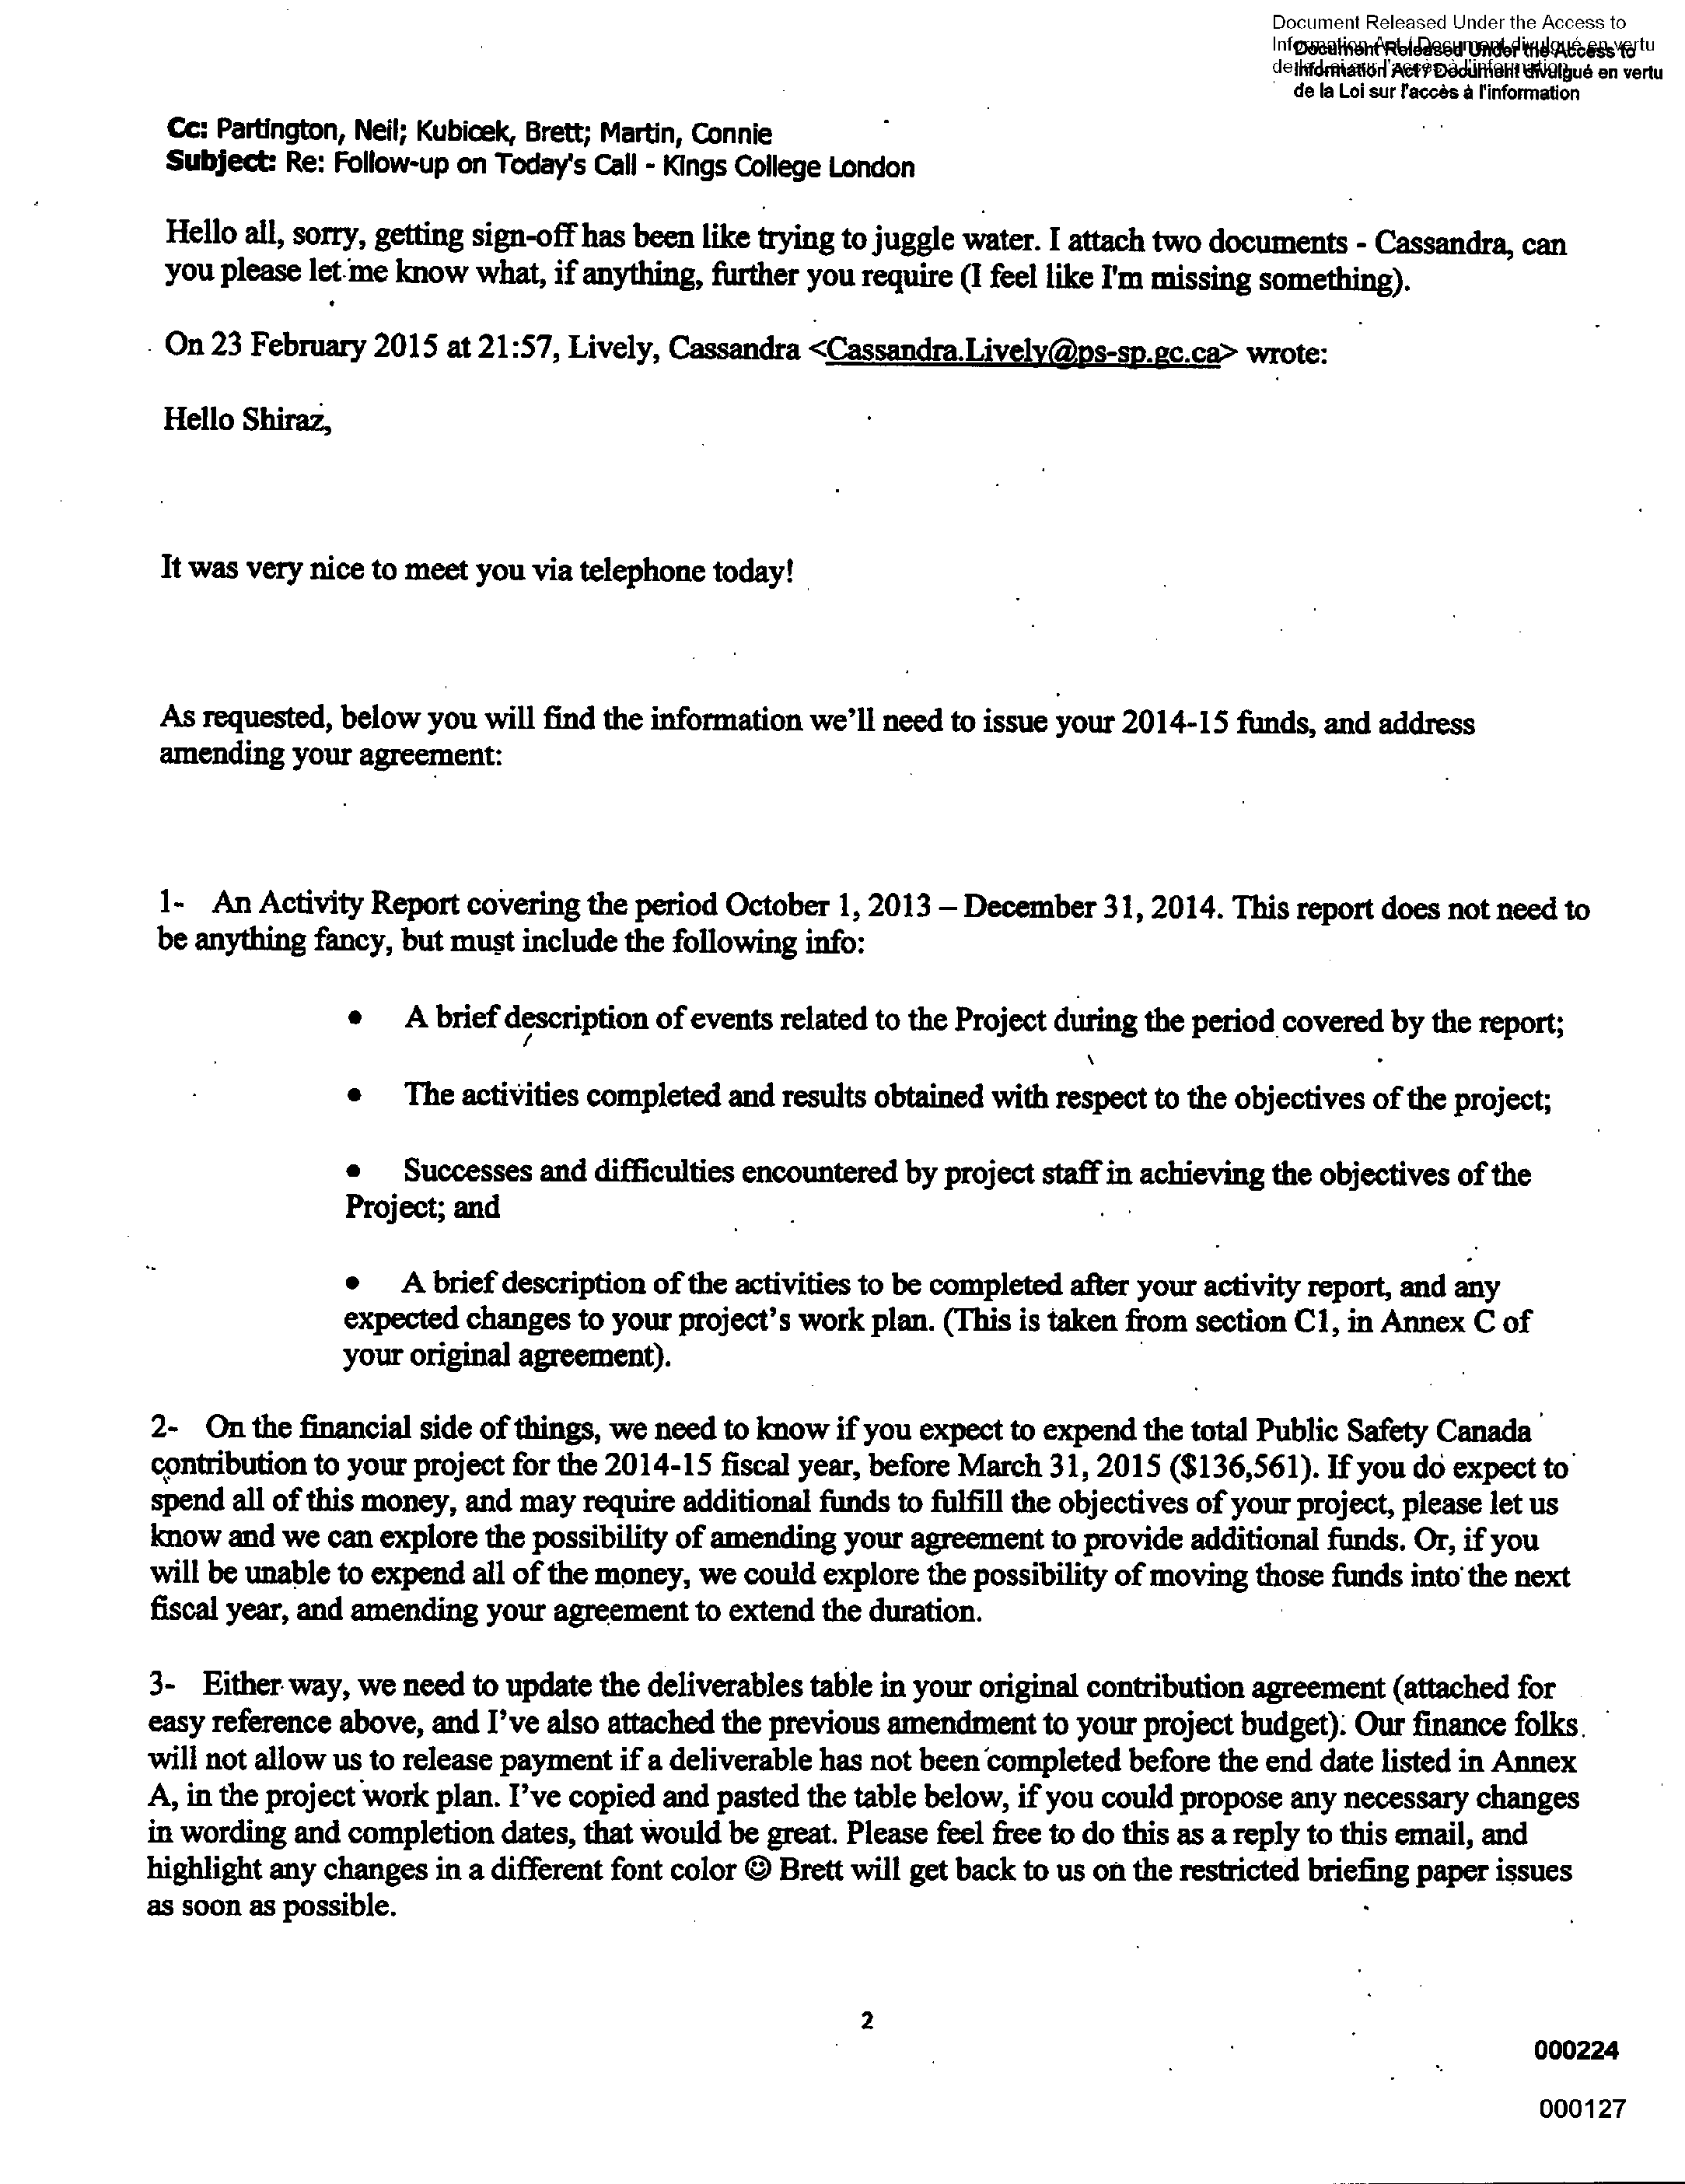 Document Released Under the Access to
Information Act / Document divulgué en vertu
Document Released Under the Access to
Information Act / Document divulgué en vertu
de la Loi sur l'accès à l'information
Cc: Partington, Neil; Kubicek, Brett; Martin, Connie
Subject: Re: Follow-up on Today's Call - Kings College London
Hello all, sorry, getting sign-off has been like trying to juggle water. I attach two documents - Cassandra, can
you please let me know what, if anything, further you require (I feel like I'm missing something).
On 23 February 2015 at 21:57, Lively, Cassandra <Cassandra.Lively@ps-sp.gc.ca> wrote:
Hello Shiraz,
It was very nice to meet you via telephone today!
As requested, below you will find the information we'll need to issue your 2014-15 funds, and address
amending your agreement:
1- An Activity Report covering the period October 1, 2013 – December 31, 2014. This report does not need to
be anything fancy, but must include the following info:
• A brief description of events related to the Project during the period covered by the report;
• The activities completed and results obtained with respect to the objectives of the project;
• Successes and difficulties encountered by project staff in achieving the objectives of the
Project; and
• A brief description of the activities to be completed after your activity report, and any
expected changes to your project's work plan. (This is taken from section C1, in Annex C of
your original agreement).
2- On the financial side of things, we need to know if you expect to expend the total Public Safety Canada
contribution to your project for the 2014-15 fiscal year, before March 31, 2015 ($136,561). If you do expect to
spend all of this money, and may require additional funds to fulfill the objectives of your project, please let us
know and we can explore the possibility of amending your agreement to provide additional funds. Or, if you
will be unable to expend all of the money, we could explore the possibility of moving those funds into the next
fiscal year, and amending your agreement to extend the duration.
3- Either way, we need to update the deliverables table in your original contribution agreement (attached for
easy reference above, and I've also attached the previous amendment to your project budget). Our finance folks
will not allow us to release payment if a deliverable has not been completed before the end date listed in Annex
A, in the project work plan. I've copied and pasted the table below, if you could propose any necessary changes
in wording and completion dates, that would be great. Please feel free to do this as a reply to this email, and
highlight any changes in a different font color ☺ Brett will get back to us on the restricted briefing paper issues
as soon as possible.
2
000224
000127